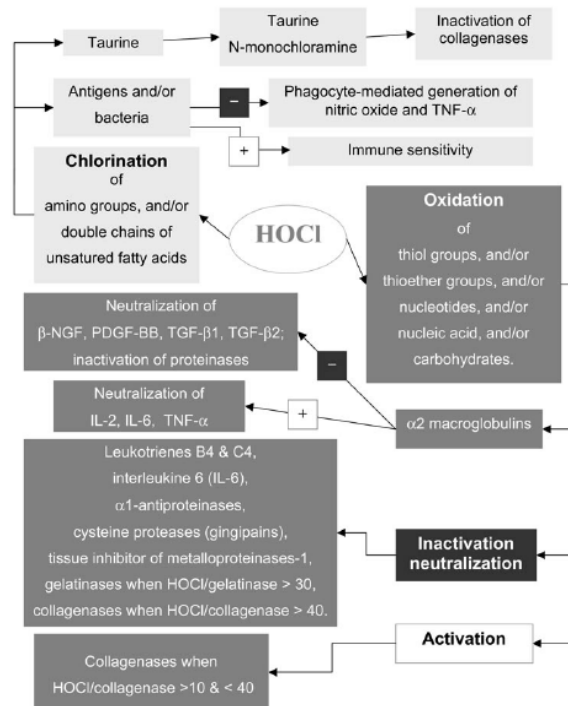 Taurine
Taurine
N-monochloramine
Inactivation of
collagenases
Antigens and/or
bacteria
−
Phagocyte-mediated generation of
nitric oxide and TNF-α
+
Immune sensitivity
Chlorination
of
amino groups, and/or
double chains of
unsatured fatty acids
HOCl
Oxidation
of
thiol groups, and/or
thioether groups, and/or
nucleotides, and/or
nucleic acid, and/or
carbohydrates.
Neutralization of
β-NGF, PDGF-BB, TGF-β1, TGF-β2;
inactivation of proteinases
−
Neutralization of
IL-2, IL-6, TNF-α
+
α2 macroglobulins
Leukotrienes B4 & C4,
interleukine 6 (IL-6),
α1-antiproteinases,
cysteine proteases (gingipains),
tissue inhibitor of metalloproteinases-1,
gelatinases when HOCl/gelatinase > 30,
collagenases when HOCl/collagenase > 40.
Inactivation
neutralization
Activation
Collagenases when
HOCl/collagenase >10 & < 40